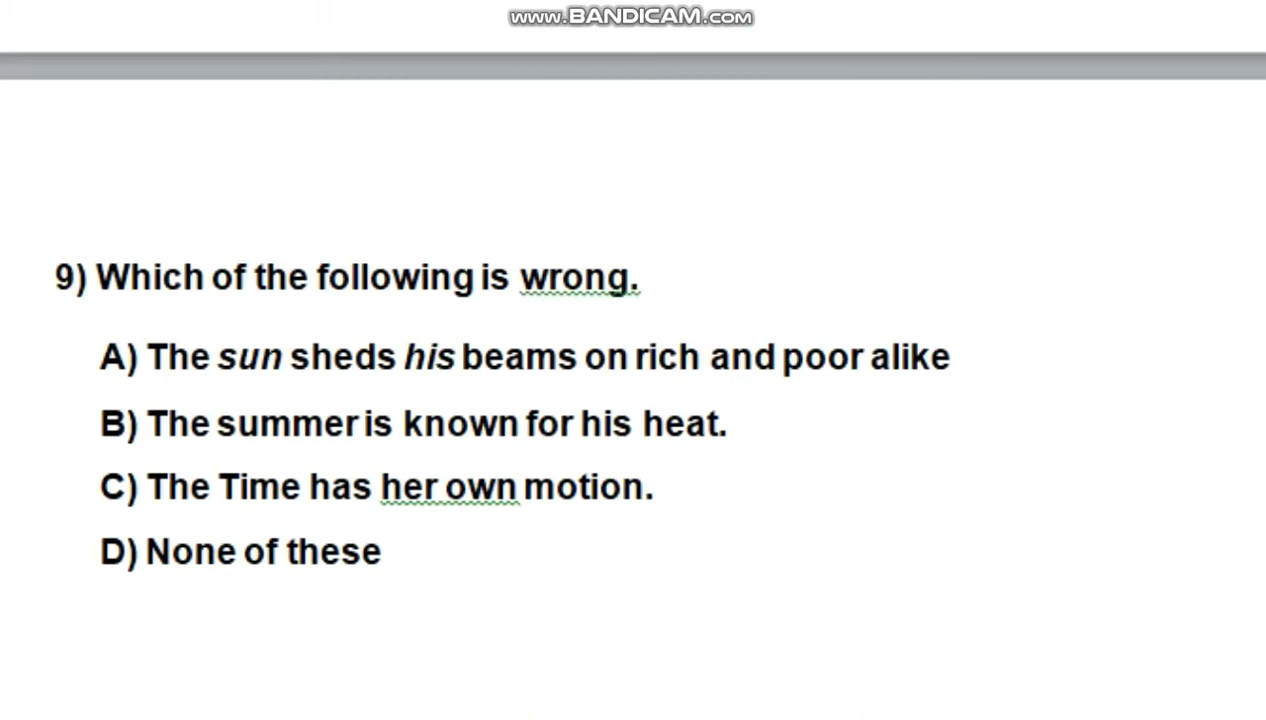 www.BANDICAM.com
9) Which of the following is wrong.
A) The sun sheds his beams on rich and poor alike
B) The summer is known for his heat.
C) The Time has her own motion.
D) None of these